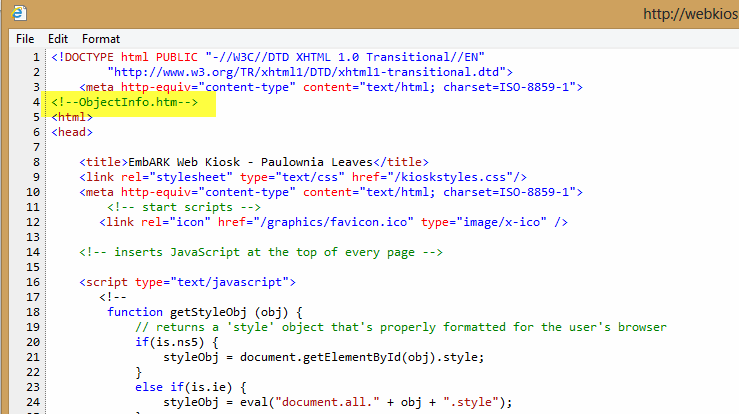 http://webkios
File Edit Format
1 <!DOCTYPE html PUBLIC "-//W3C//DTD XHTML 1.0 Transitional//EN"
2 "http://www.w3.org/TR/xhtml1/DTD/xhtml1-transitional.dtd">
3 <meta http-equiv="content-type" content="text/html; charset=ISO-8859-1">
4 <!--ObjectInfo.htm-->
5 <html>
6 <head>
7
8 <title>EmbARK Web Kiosk - Paulownia Leaves</title>
9 <link rel="stylesheet" type="text/css" href="/kioskstyles.css"/>
10 <meta http-equiv="content-type" content="text/html; charset=ISO-8859-1">
11 <!-- start scripts -->
12 <link rel="icon" href="/graphics/favicon.ico" type="image/x-ico" />
13
14 <!-- inserts JavaScript at the top of every page -->
15
16 <script type="text/javascript">
17 <!--
18 function getStyleObj (obj) {
19 // returns a 'style' object that's properly formatted for the user's browser
20 if(is.ns5) {
21 styleObj = document.getElementById(obj).style;
22 }
23 else if(is.ie) {
24 styleObj = eval("document.all." + obj + ".style");